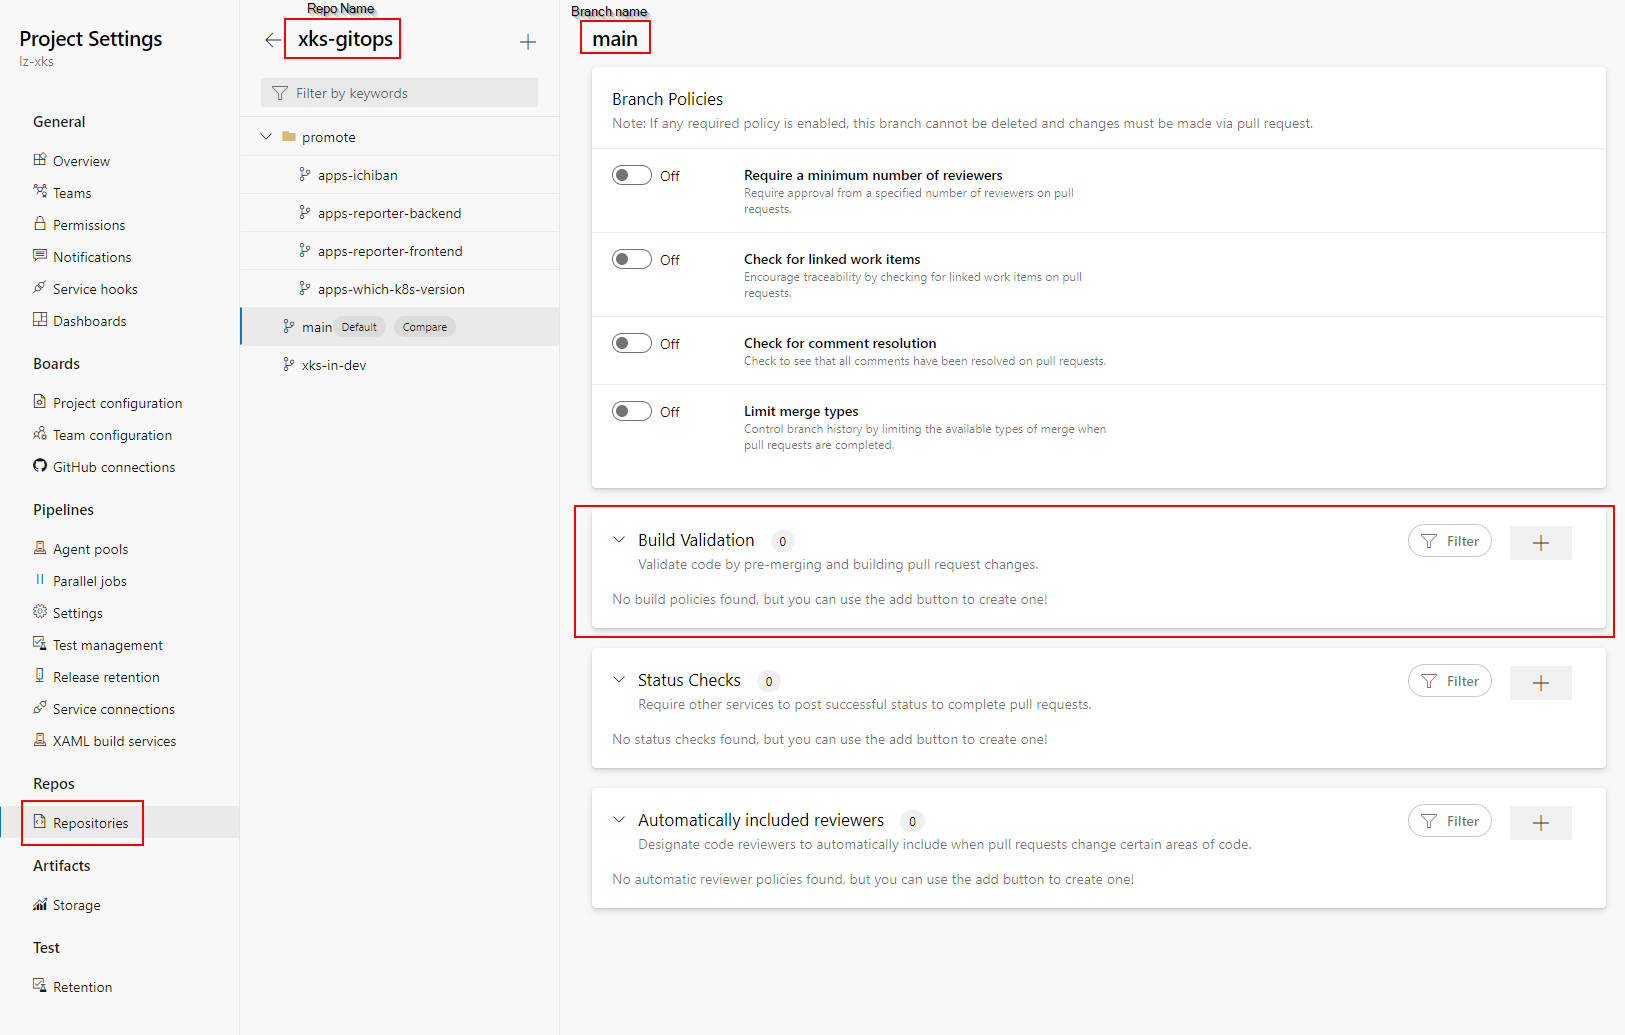 Project Settings
lz-xks
General
Overview
Teams
Permissions
Notifications
Service hooks
Dashboards
Boards
Project configuration
Team configuration
GitHub connections
Pipelines
Agent pools
Parallel jobs
Settings
Test management
Release retention
Service connections
XAML build services
Repos
Repositories
Artifacts
Storage
Test
Retention
Repo Name
xks-gitops
Filter by keywords
promote
apps-ichiban
apps-reporter-backend
apps-reporter-frontend
apps-which-k8s-version
main Default Compare
xks-in-dev
Branch name
main
Branch Policies
Note: If any required policy is enabled, this branch cannot be deleted and changes must be made via pull request.
Off
Require a minimum number of reviewers
Require approval from a specified number of reviewers on pull
requests.
Off
Check for linked work items
Encourage traceability by checking for linked work items on pull
requests.
Off
Check for comment resolution
Check to see that all comments have been resolved on pull requests.
Off
Limit merge types
Control branch history by limiting the available types of merge when
pull requests are completed.
Build Validation 0
Filter
Validate code by pre-merging and building pull request changes.
No build policies found, but you can use the add button to create one!
Status Checks 0
Filter
Require other services to post successful status to complete pull requests.
No status checks found, but you can use the add button to create one!
Automatically included reviewers 0
Filter
Designate code reviewers to automatically include when pull requests change certain areas of code.
No automatic reviewer policies found, but you can use the add button to create one!